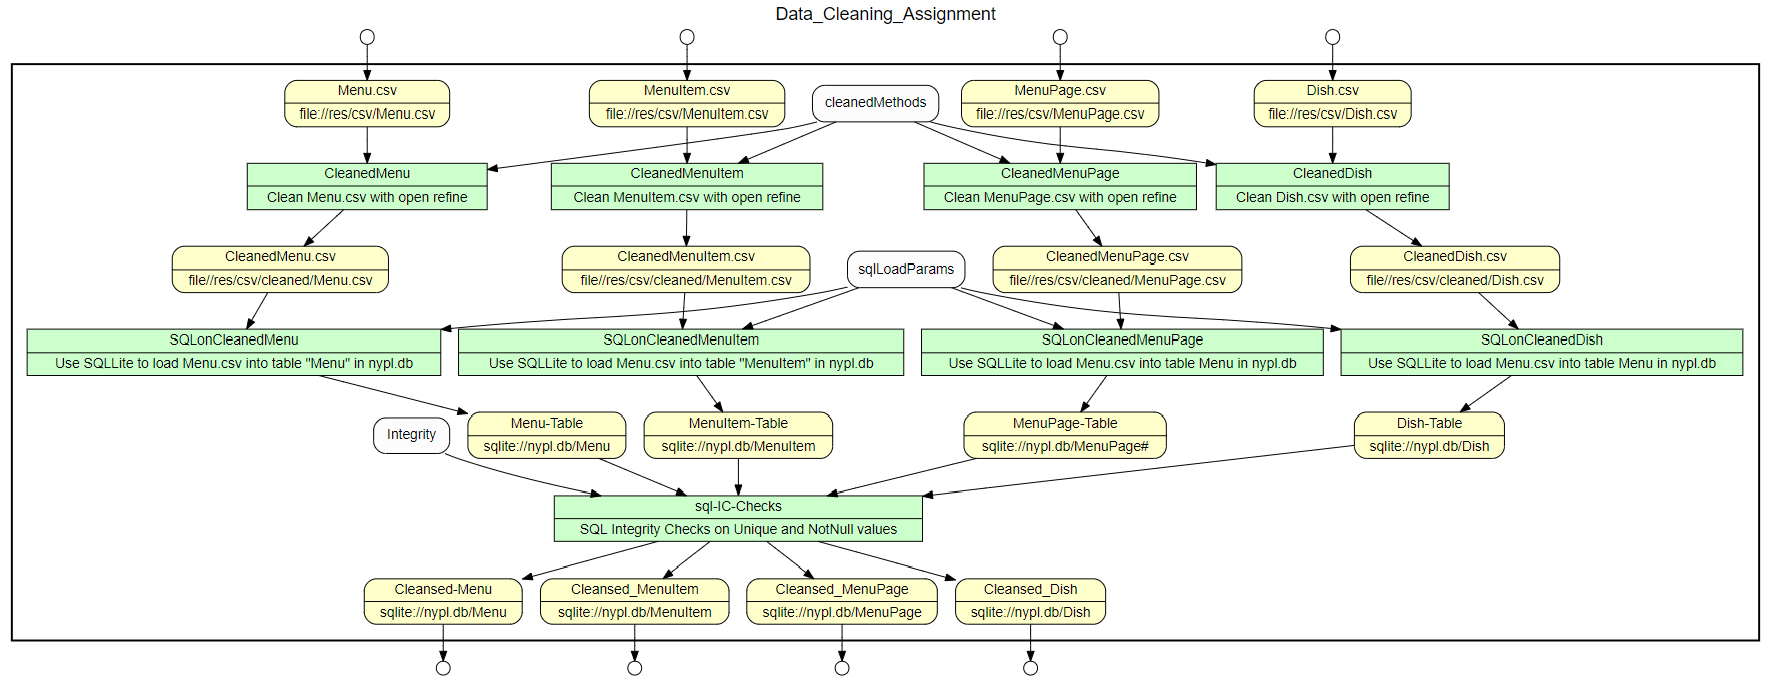 Data_Cleaning_Assignment
Menu.csv
file://res/csv/Menu.csv
MenuItem.csv
file://res/csv/MenuItem.csv
cleanedMethods
MenuPage.csv
file://res/csv/MenuPage.csv
Dish.csv
file://res/csv/Dish.csv
CleanedMenu
Clean Menu.csv with open refine
CleanedMenuItem
Clean MenuItem.csv with open refine
CleanedMenuPage
Clean MenuPage.csv with open refine
CleanedDish
Clean Dish.csv with open refine
CleanedMenu.csv
file//res/csv/cleaned/Menu.csv
CleanedMenuItem.csv
file//res/csv/cleaned/MenuItem.csv
sqlLoadParams
CleanedMenuPage.csv
file//res/csv/cleaned/MenuPage.csv
CleanedDish.csv
file//res/csv/cleaned/Dish.csv
SQLonCleanedMenu
Use SQLLite to load Menu.csv into table "Menu" in nypl.db
SQLonCleanedMenuItem
Use SQLLite to load Menu.csv into table "MenuItem" in nypl.db
SQLonCleanedMenuPage
Use SQLLite to load Menu.csv into table Menu in nypl.db
SQLonCleanedDish
Use SQLLite to load Menu.csv into table Menu in nypl.db
Integrity
Menu-Table
sqlite://nypl.db/Menu
MenuItem-Table
sqlite://nypl.db/MenuItem
MenuPage-Table
sqlite://nypl.db/MenuPage#
Dish-Table
sqlite://nypl.db/Dish
sql-IC-Checks
SQL Integrity Checks on Unique and NotNull values
Cleansed-Menu
sqlite://nypl.db/Menu
Cleansed_MenuItem
sqlite://nypl.db/MenuItem
Cleansed_MenuPage
sqlite://nypl.db/MenuPage
Cleansed_Dish
sqlite://nypl.db/Dish